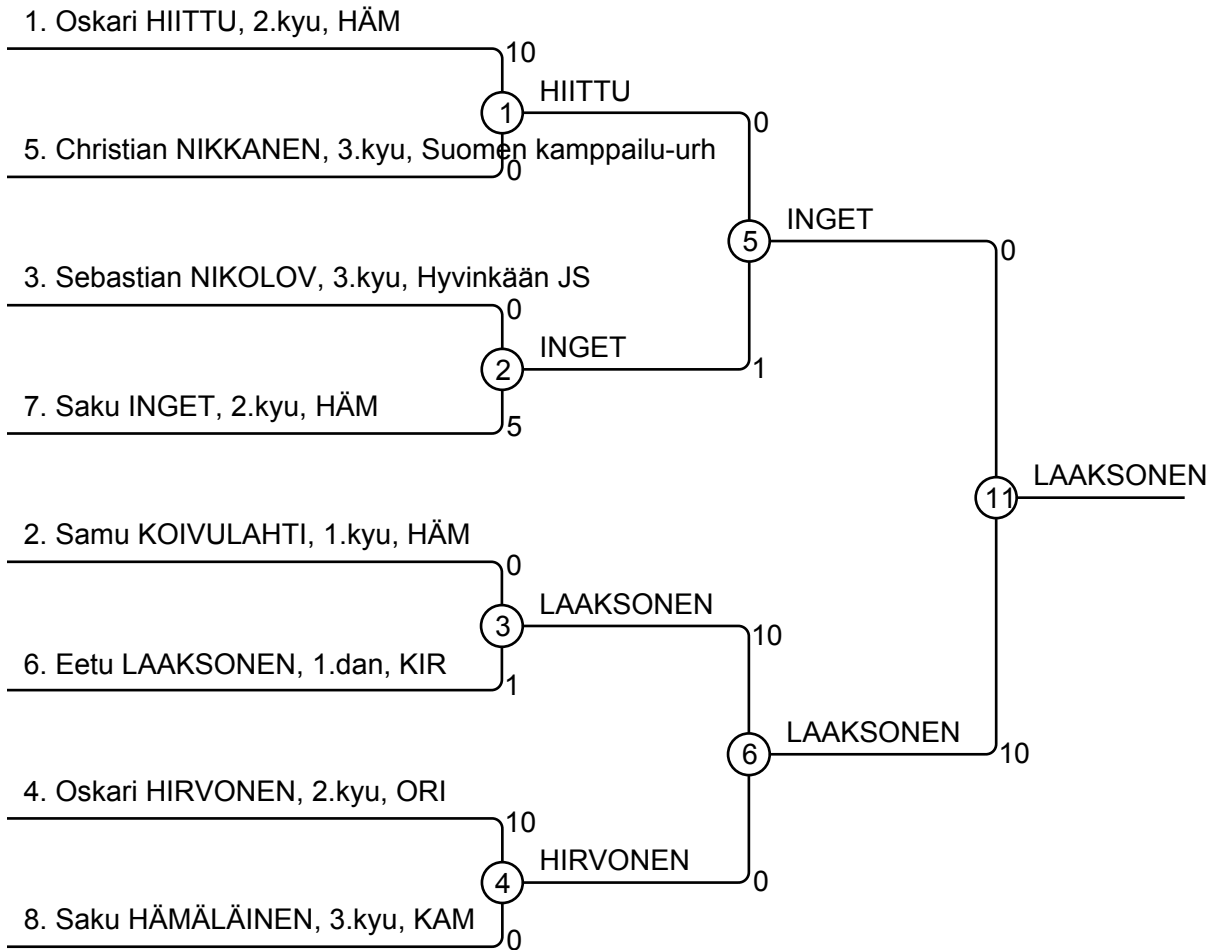 1. Oskari HIITTU, 2.kyu, HÄM
10
HIITTU
1
0
5. Christian NIKKANEN, 3.kyu, Suomen kamppailu-urh
0
INGET
5
0
3. Sebastian NIKOLOV, 3.kyu, Hyvinkään JS
0
INGET
2
1
7. Saku INGET, 2.kyu, HÄM
5
LAAKSONEN
11
2. Samu KOIVULAHTI, 1.kyu, HÄM
0
LAAKSONEN
3
10
6. Eetu LAAKSONEN, 1.dan, KIR
1
LAAKSONEN
6
10
4. Oskari HIRVONEN, 2.kyu, ORI
10
HIRVONEN
4
0
8. Saku HÄMÄLÄINEN, 3.kyu, KAM
0